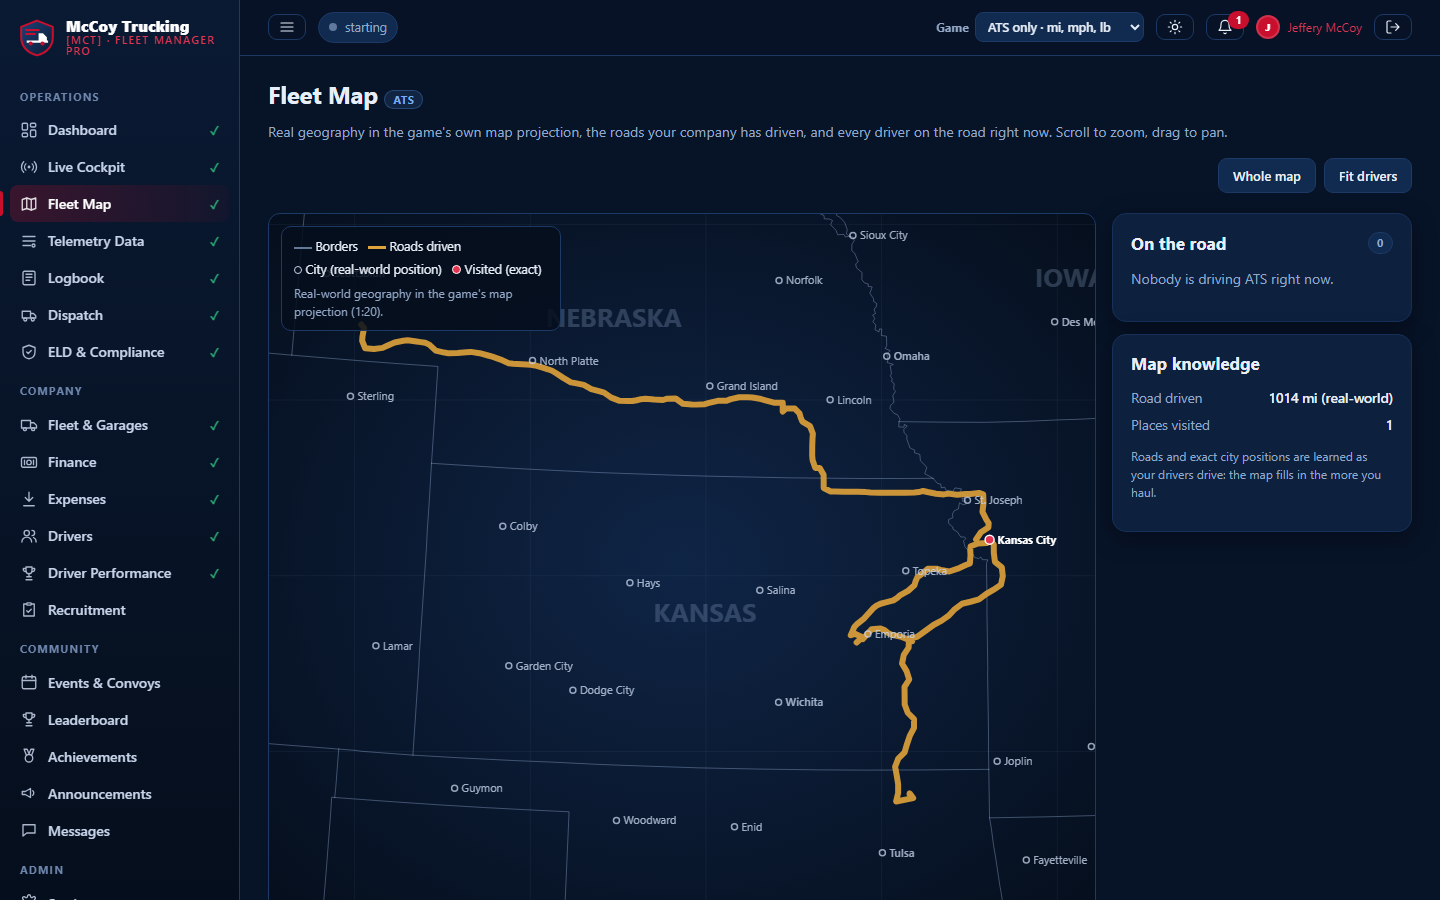 McCoy Trucking
[MCT] · FLEET MANAGER
PRO
starting
Game
ATS only · mi, mph, lb
1
J
Jeffery McCoy
OPERATIONS
Dashboard
Live Cockpit
Fleet Map
Telemetry Data
Logbook
Dispatch
ELD & Compliance
COMPANY
Fleet & Garages
Finance
Expenses
Drivers
Driver Performance
Recruitment
COMMUNITY
Events & Convoys
Leaderboard
Achievements
Announcements
Messages
ADMIN
Fleet Map ATS
Real geography in the game's own map projection, the roads your company has driven, and every driver on the road right now. Scroll to zoom, drag to pan.
Whole map
Fit drivers
Borders
Roads driven
City (real-world position)
Visited (exact)
Real-world geography in the game's map
projection (1:20).
Sioux City
Norfolk
IOWA
NEBRASKA
Des Mo
Omaha
North Platte
Grand Island
Sterling
Lincoln
St. Joseph
Colby
Kansas City
Topeka
Hays
Salina
KANSAS
Emporia
Lamar
Garden City
Dodge City
Wichita
Joplin
Guymon
Woodward
Enid
Tulsa
Fayetteville
On the road
0
Nobody is driving ATS right now.
Map knowledge
Road driven 1014 mi (real-world)
Places visited 1
Roads and exact city positions are learned as
your drivers drive: the map fills in the more you
haul.